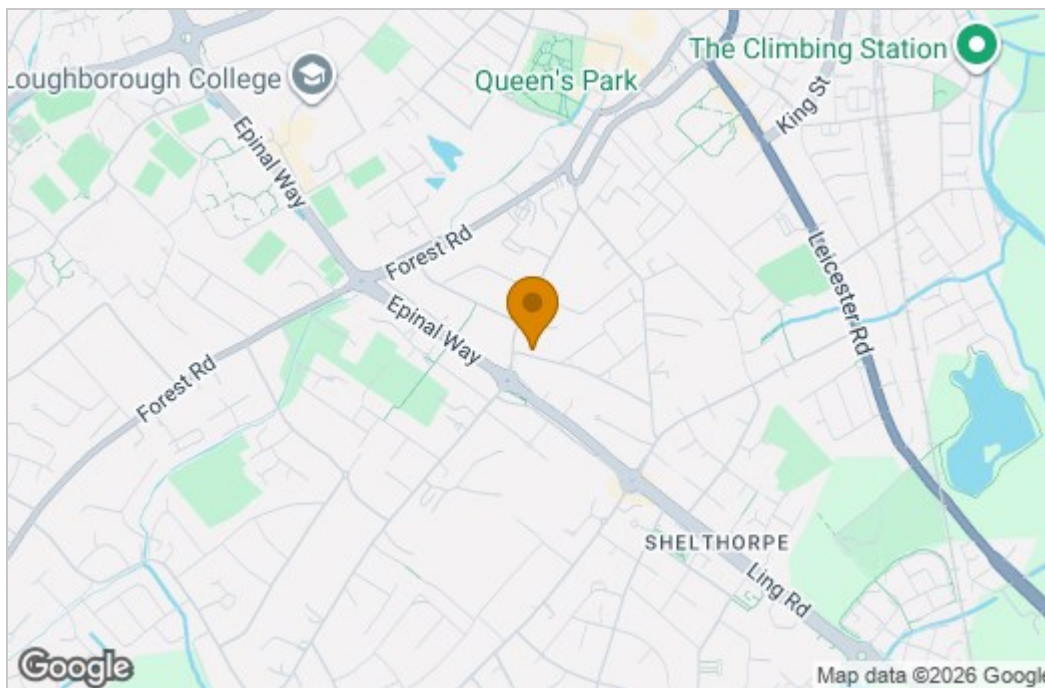 The Climbing Station
Loughborough College
Queen's Park
King St
Epinal Way
Forest Rd
Leicester Rd
Epinal Way
Forest Rd
SHELTHORPE
Ling Rd
Google
Map data ©2026 Google